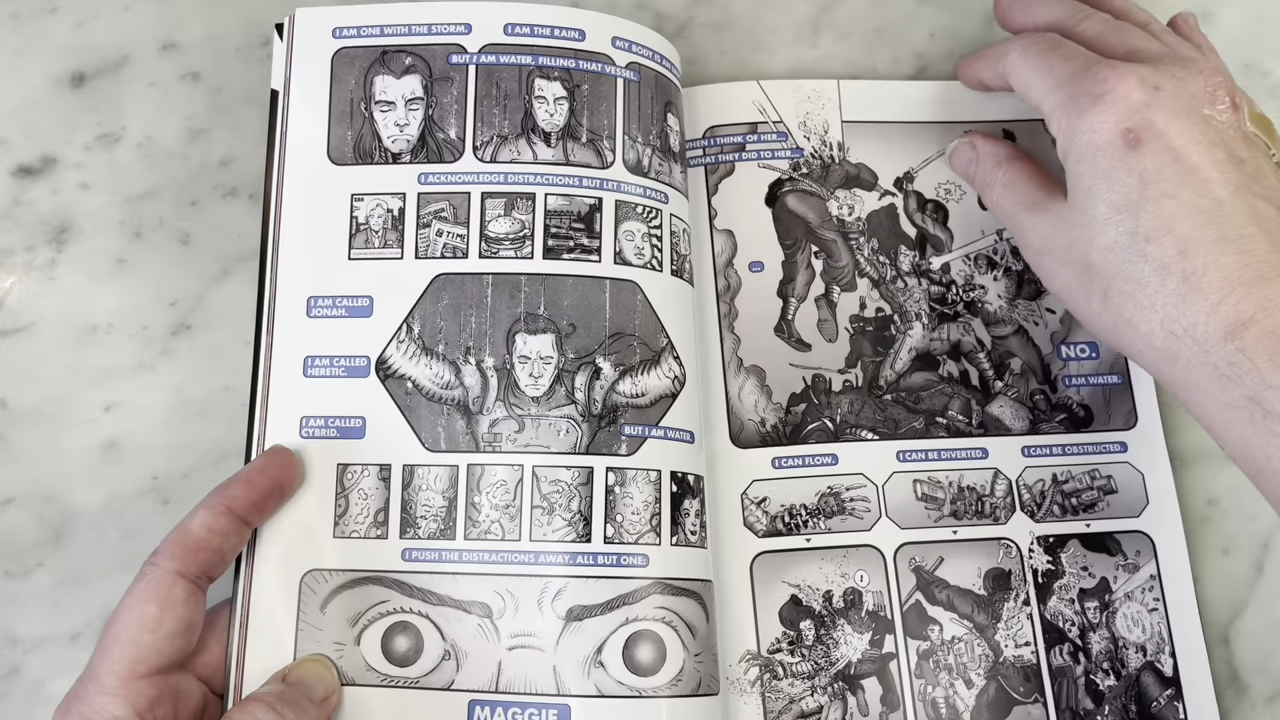 I AM ONE WITH THE STORM.
I AM THE RAIN.
MY BODY IS AN
BUT I AM WATER, FILLING THAT VESSEL.
I ACKNOWLEDGE DISTRACTIONS BUT LET THEM PASS.
TIME
I AM CALLED
JONAH.
I AM CALLED
HERETIC.
I AM CALLED
CYBRID.
BUT I AM WATER.
I PUSH THE DISTRACTIONS AWAY. ALL BUT ONE:
MAGGIE
WHEN I THINK OF HER...
WHAT THEY DID TO HER...
...
NO.
I AM WATER.
I CAN FLOW.
I CAN BE DIVERTED.
I CAN BE OBSTRUCTED.
!